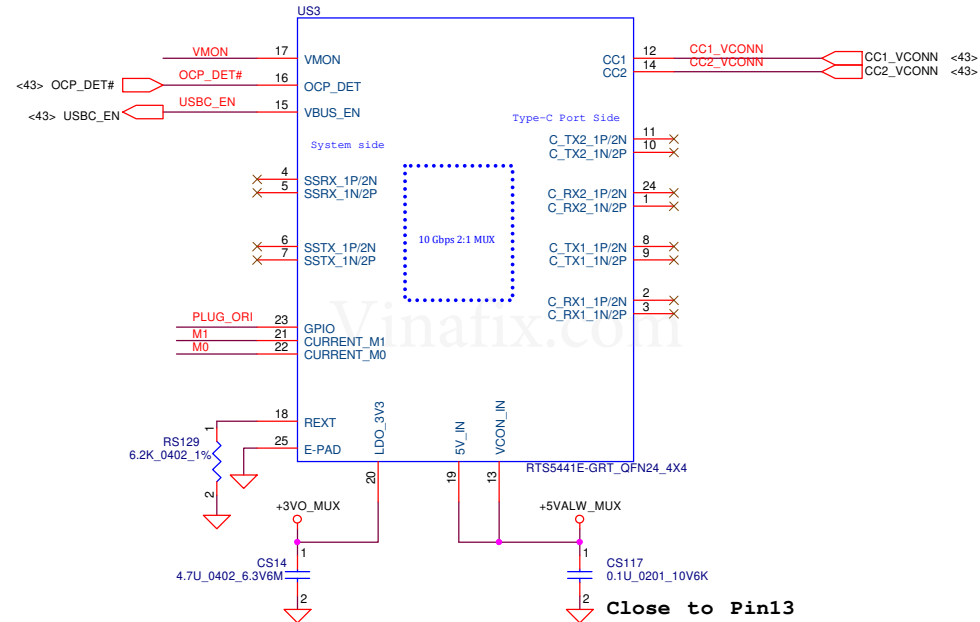 US3
VMON 17 VMON
<43> OCP_DET# OCP_DET# 16 OCP_DET
<43> USBC_EN USBC_EN 15 VBUS_EN
CC1 12 CC1_VCONN CC1_VCONN <43>
CC2 14 CC2_VCONN CC2_VCONN <43>
System side
Type-C Port Side
4 SSRX_1P/2N
5 SSRX_1N/2P
6 SSTX_1P/2N
7 SSTX_1N/2P
C_TX2_1P/2N 11
C_TX2_1N/2P 10
C_RX2_1P/2N 24
C_RX2_1N/2P 1
C_TX1_1P/2N 8
C_TX1_1N/2P 9
C_RX1_1P/2N 2
C_RX1_1N/2P 3
10 Gbps 2:1 MUX
Vinafix.com
PLUG_ORI 23 GPIO
M1 21 CURRENT_M1
M0 22 CURRENT_M0
18 REXT
25 E-PAD
1
RS129
6.2K_0402_1%
2
LDO_3V3
20
5V_IN
19
VCON_IN
13
RTS5441E-GRT_QFN24_4X4
+3VO_MUX
1
CS14
4.7U_0402_6.3V6M
2
+5VALW_MUX
1
CS117
0.1U_0201_10V6K
2
Close to Pin13